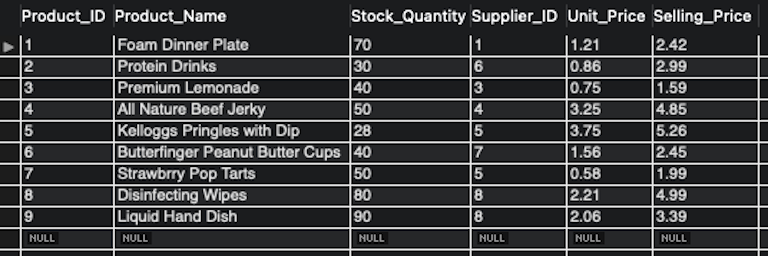 Product_ID Product_Name Stock_Quantity Supplier_ID Unit_Price Selling_Price
1 Foam Dinner Plate 70 1 1.21 2.42
2 Protein Drinks 30 6 0.86 2.99
3 Premium Lemonade 40 3 0.75 1.59
4 All Nature Beef Jerky 50 4 3.25 4.85
5 Kelloggs Pringles with Dip 28 5 3.75 5.26
6 Butterfinger Peanut Butter Cups 40 7 1.56 2.45
7 Strawbrry Pop Tarts 50 5 0.58 1.99
8 Disinfecting Wipes 80 8 2.21 4.99
9 Liquid Hand Dish 90 8 2.06 3.39
NULL NULL NULL NULL NULL NULL